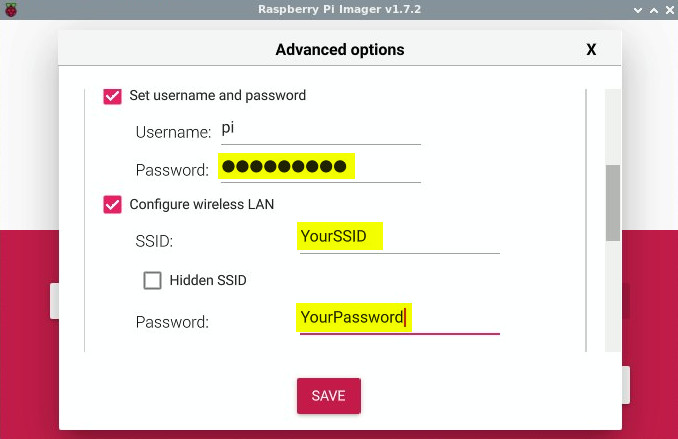 Raspberry Pi Imager v1.7.2
Advanced options X
Set username and password
Username: pi
Password: ●●●●●●●●●
Configure wireless LAN
SSID: YourSSID
Hidden SSID
Password: YourPassword
SAVE